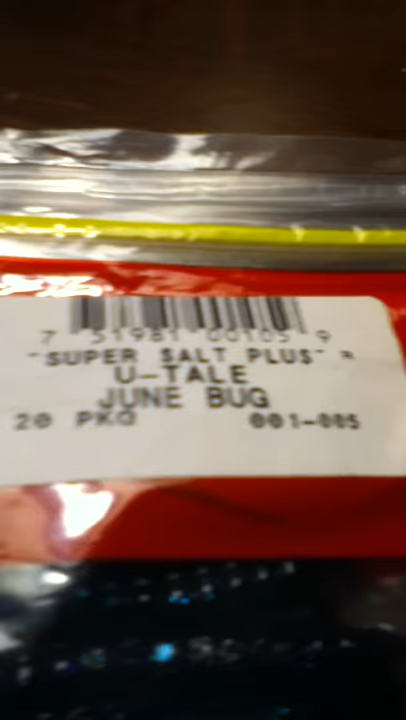 7 51981 00105 9
"SUPER SALT PLUS" R
U-TALE
JUNE BUG
20 PKG 001-005